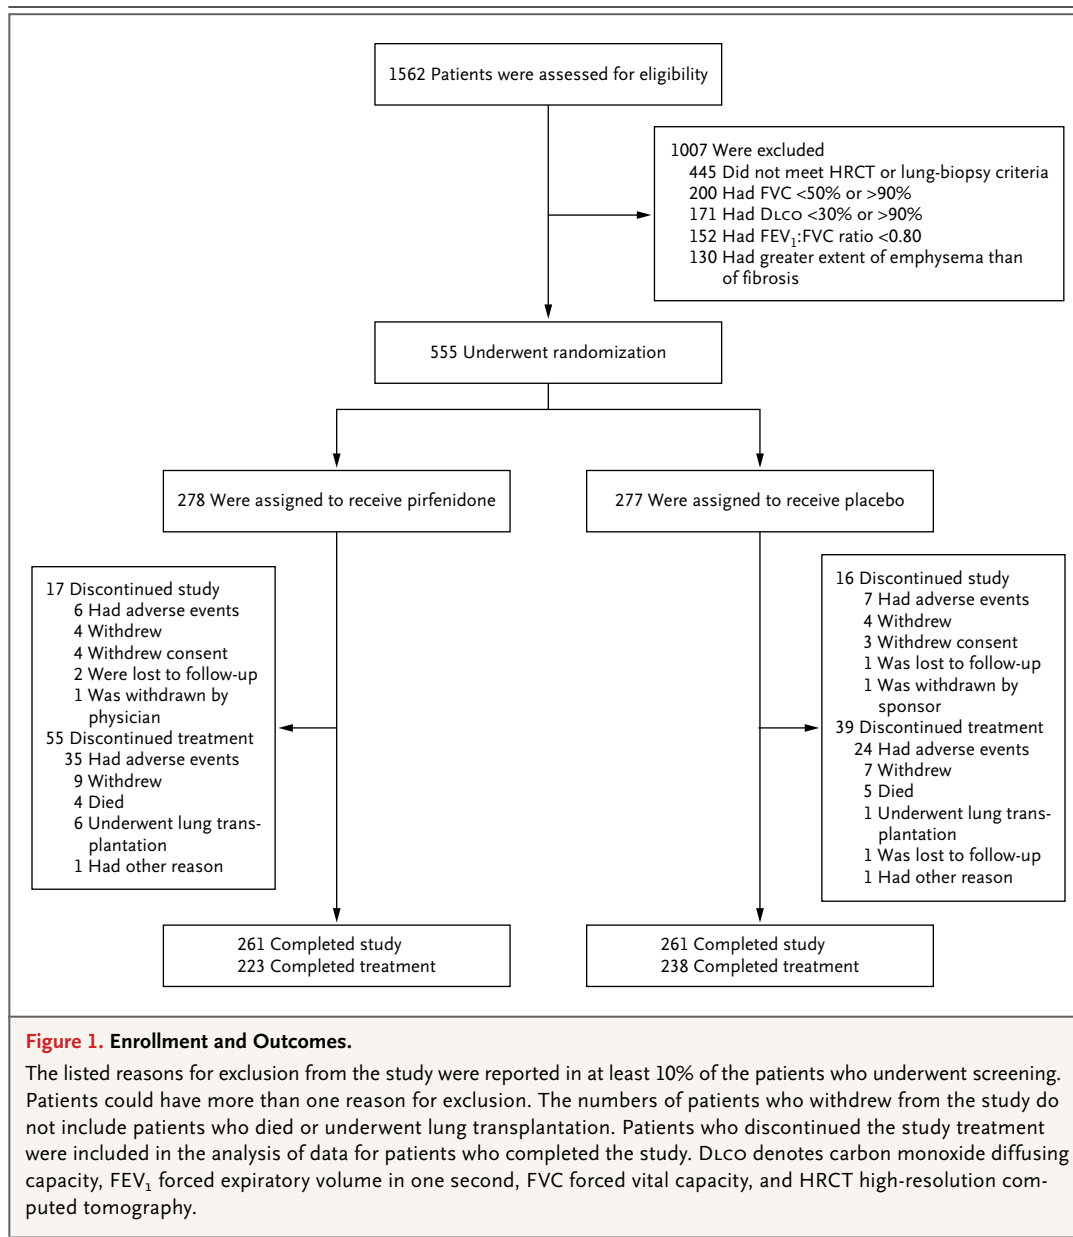 1562 Patients were assessed for eligibility
1007 Were excluded
445 Did not meet HRCT or lung-biopsy criteria
200 Had FVC <50% or >90%
171 Had DLCO <30% or >90%
152 Had FEV₁:FVC ratio <0.80
130 Had greater extent of emphysema than
of fibrosis
555 Underwent randomization
278 Were assigned to receive pirfenidone
277 Were assigned to receive placebo
17 Discontinued study
6 Had adverse events
4 Withdrew
4 Withdrew consent
2 Were lost to follow-up
1 Was withdrawn by
physician
55 Discontinued treatment
35 Had adverse events
9 Withdrew
4 Died
6 Underwent lung trans-
plantation
1 Had other reason
16 Discontinued study
7 Had adverse events
4 Withdrew
3 Withdrew consent
1 Was lost to follow-up
1 Was withdrawn by
sponsor
39 Discontinued treatment
24 Had adverse events
7 Withdrew
5 Died
1 Underwent lung trans-
plantation
1 Was lost to follow-up
1 Had other reason
261 Completed study
223 Completed treatment
261 Completed study
238 Completed treatment
Figure 1. Enrollment and Outcomes.
The listed reasons for exclusion from the study were reported in at least 10% of the patients who underwent screening.
Patients could have more than one reason for exclusion. The numbers of patients who withdrew from the study do
not include patients who died or underwent lung transplantation. Patients who discontinued the study treatment
were included in the analysis of data for patients who completed the study. DLCO denotes carbon monoxide diffusing
capacity, FEV₁ forced expiratory volume in one second, FVC forced vital capacity, and HRCT high-resolution com-
puted tomography.